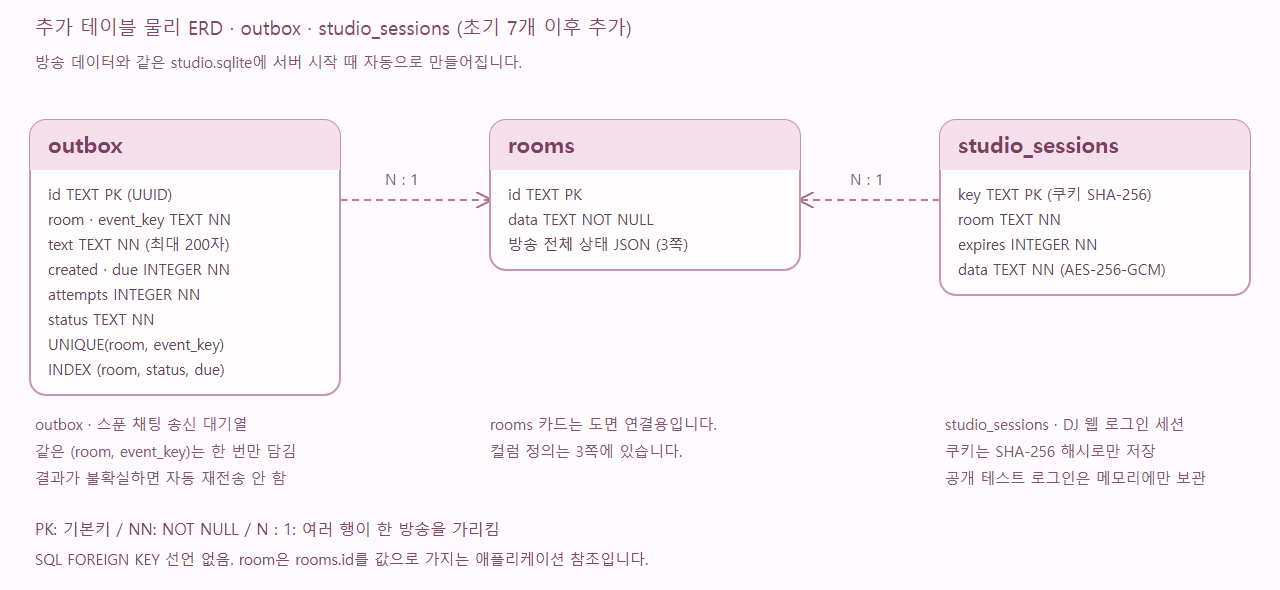 추가 테이블 물리 ERD · outbox · studio_sessions (초기 7개 이후 추가)
방송 데이터와 같은 studio.sqlite에 서버 시작 때 자동으로 만들어집니다.
outbox
id TEXT PK (UUID)
room · event_key TEXT NN
text TEXT NN (최대 200자)
created · due INTEGER NN
attempts INTEGER NN
status TEXT NN
UNIQUE(room, event_key)
INDEX (room, status, due)
N : 1
rooms
id TEXT PK
data TEXT NOT NULL
방송 전체 상태 JSON (3쪽)
N : 1
studio_sessions
key TEXT PK (쿠키 SHA-256)
room TEXT NN
expires INTEGER NN
data TEXT NN (AES-256-GCM)
outbox · 스푼 채팅 송신 대기열
같은 (room, event_key)는 한 번만 담김
결과가 불확실하면 자동 재전송 안 함
rooms 카드는 도면 연결용입니다.
컬럼 정의는 3쪽에 있습니다.
studio_sessions · DJ 웹 로그인 세션
쿠키는 SHA-256 해시로만 저장
공개 테스트 로그인은 메모리에만 보관
PK: 기본키 / NN: NOT NULL / N : 1: 여러 행이 한 방송을 가리킴
SQL FOREIGN KEY 선언 없음. room은 rooms.id를 값으로 가지는 애플리케이션 참조입니다.